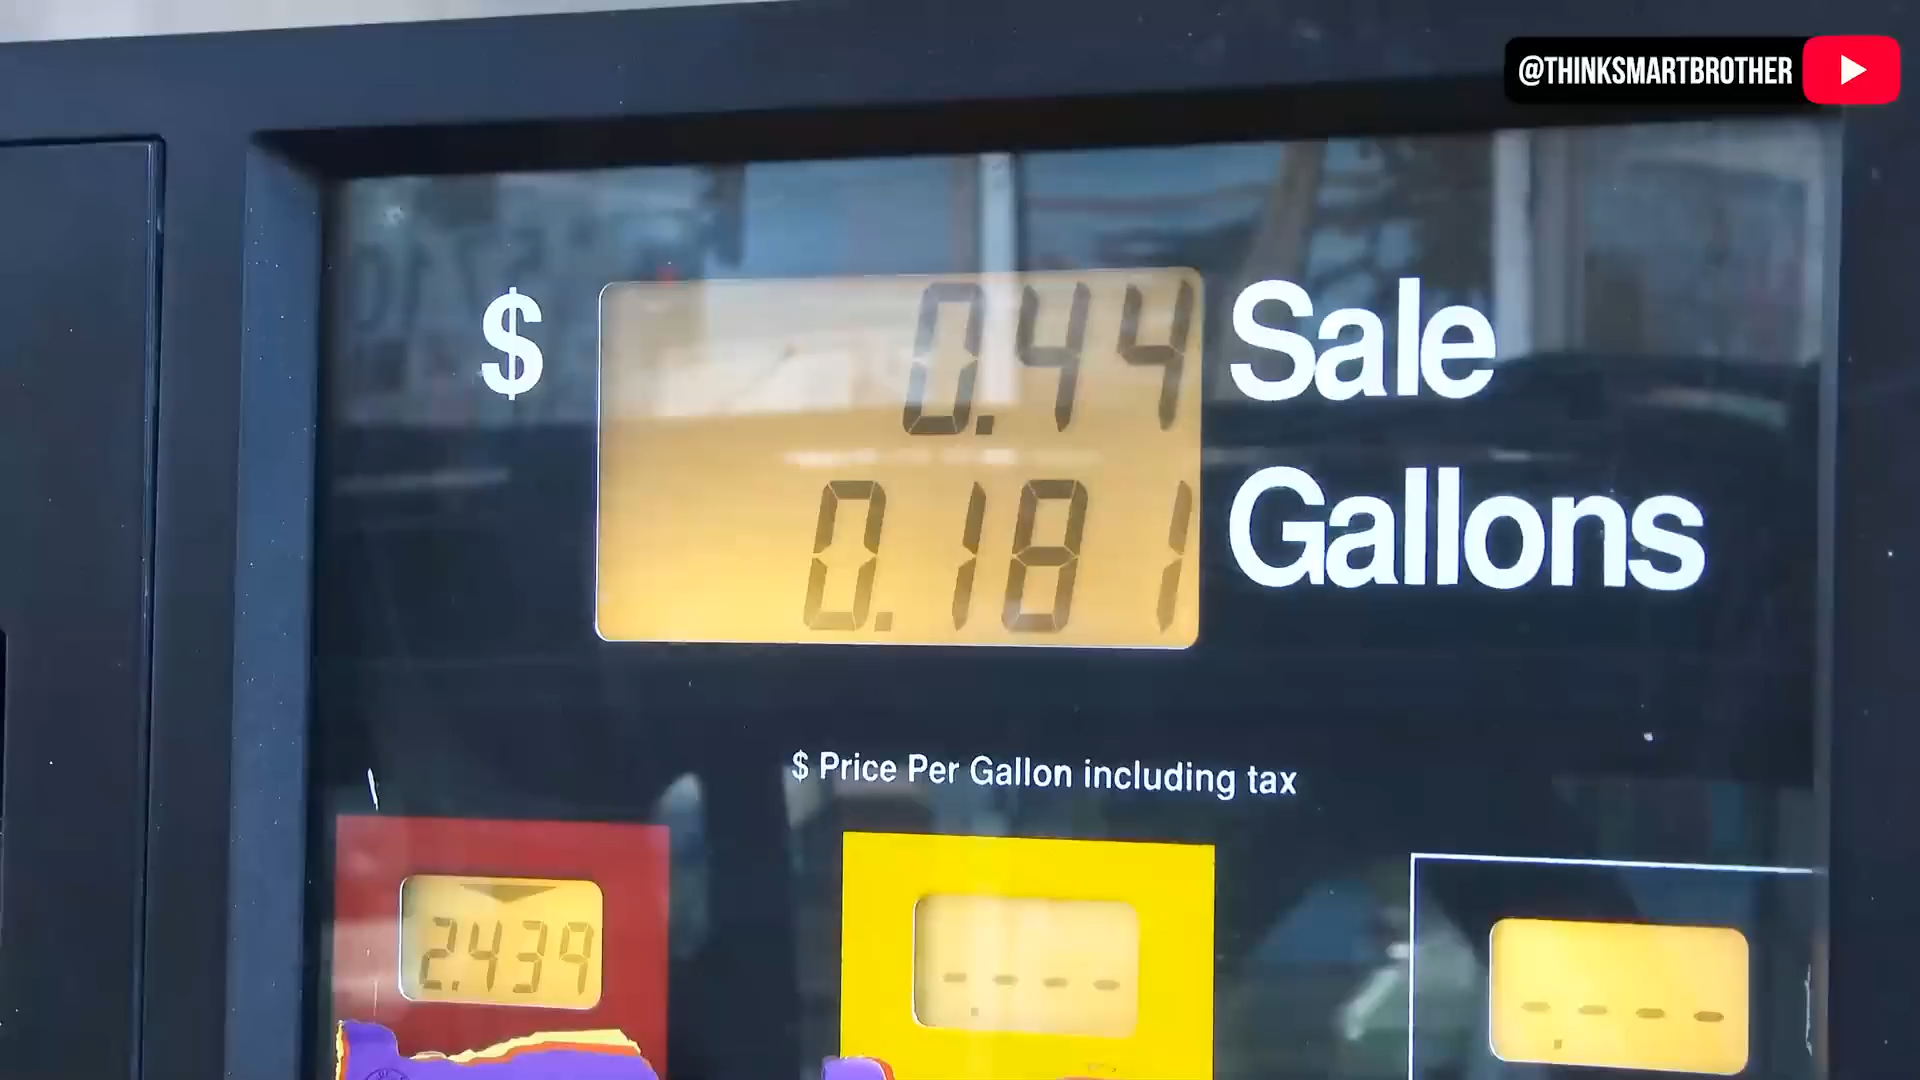 @THINKSMARTBROTHER
$ 0.44 Sale
0.181 Gallons
$ Price Per Gallon including tax
2.439
----
----